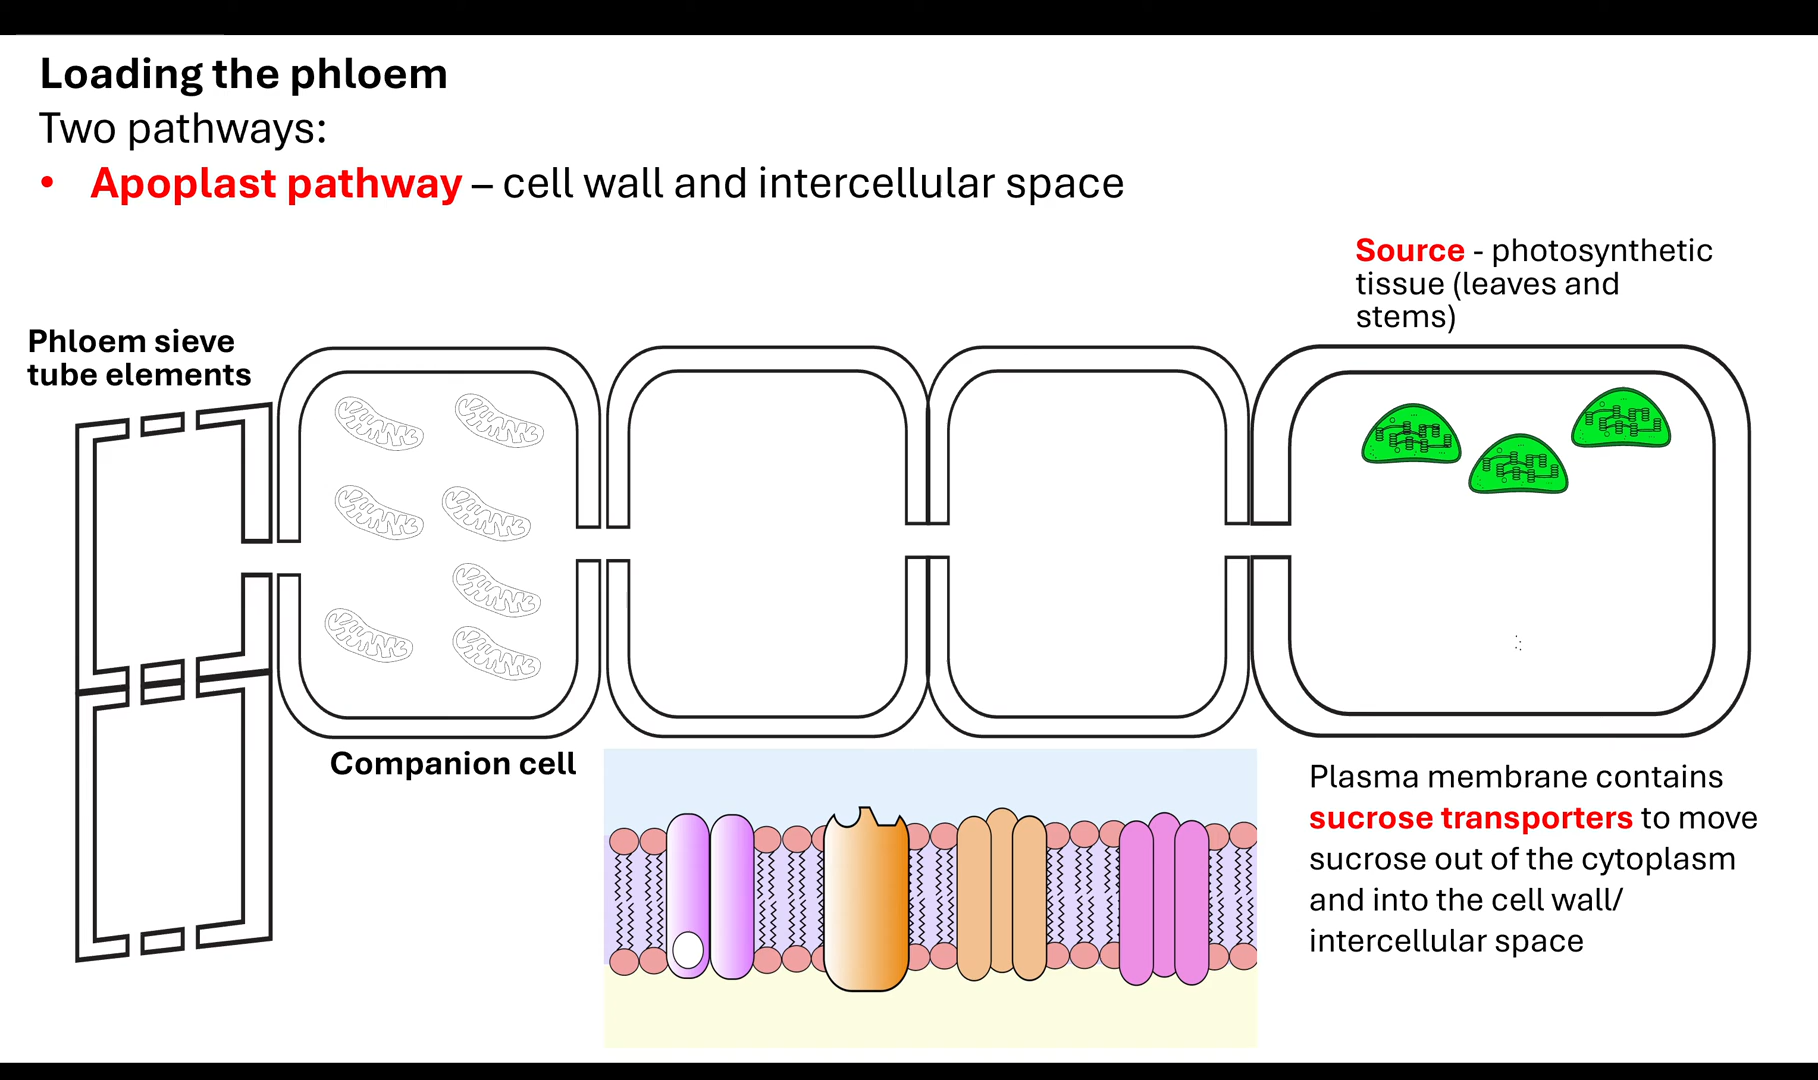 Loading the phloem
Two pathways:
• Apoplast pathway – cell wall and intercellular space
Source - photosynthetic
tissue (leaves and
stems)
Phloem sieve
tube elements
Companion cell
Plasma membrane contains
sucrose transporters to move
sucrose out of the cytoplasm
and into the cell wall/
intercellular space